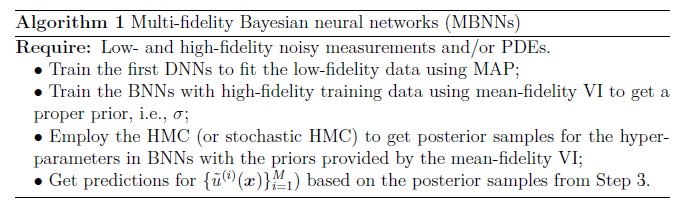 Algorithm 1 Multi-fidelity Bayesian neural networks (MBNNs)
Require: Low- and high-fidelity noisy measurements and/or PDEs.
• Train the first DNNs to fit the low-fidelity data using MAP;
• Train the BNNs with high-fidelity training data using mean-fidelity VI to get a
proper prior, i.e., σ;
• Employ the HMC (or stochastic HMC) to get posterior samples for the hyper-
parameters in BNNs with the priors provided by the mean-fidelity VI;
• Get predictions for {ũ^{(i)}(x)}_{i=1}^{M}) based on the posterior samples from Step 3.